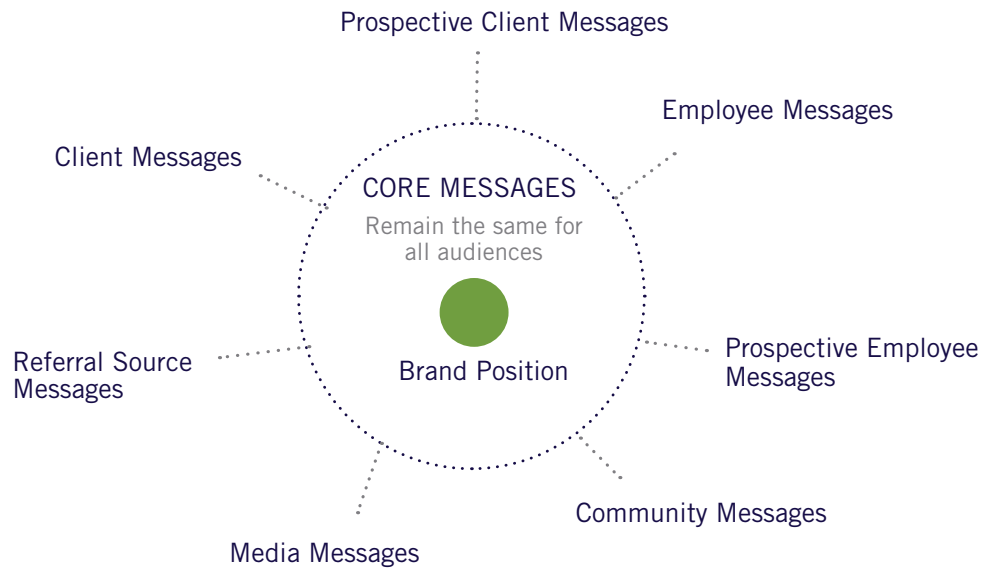 Prospective Client Messages
Employee Messages
Client Messages
CORE MESSAGES
Remain the same for
all audiences
Brand Position
Referral Source
Messages
Prospective Employee
Messages
Community Messages
Media Messages